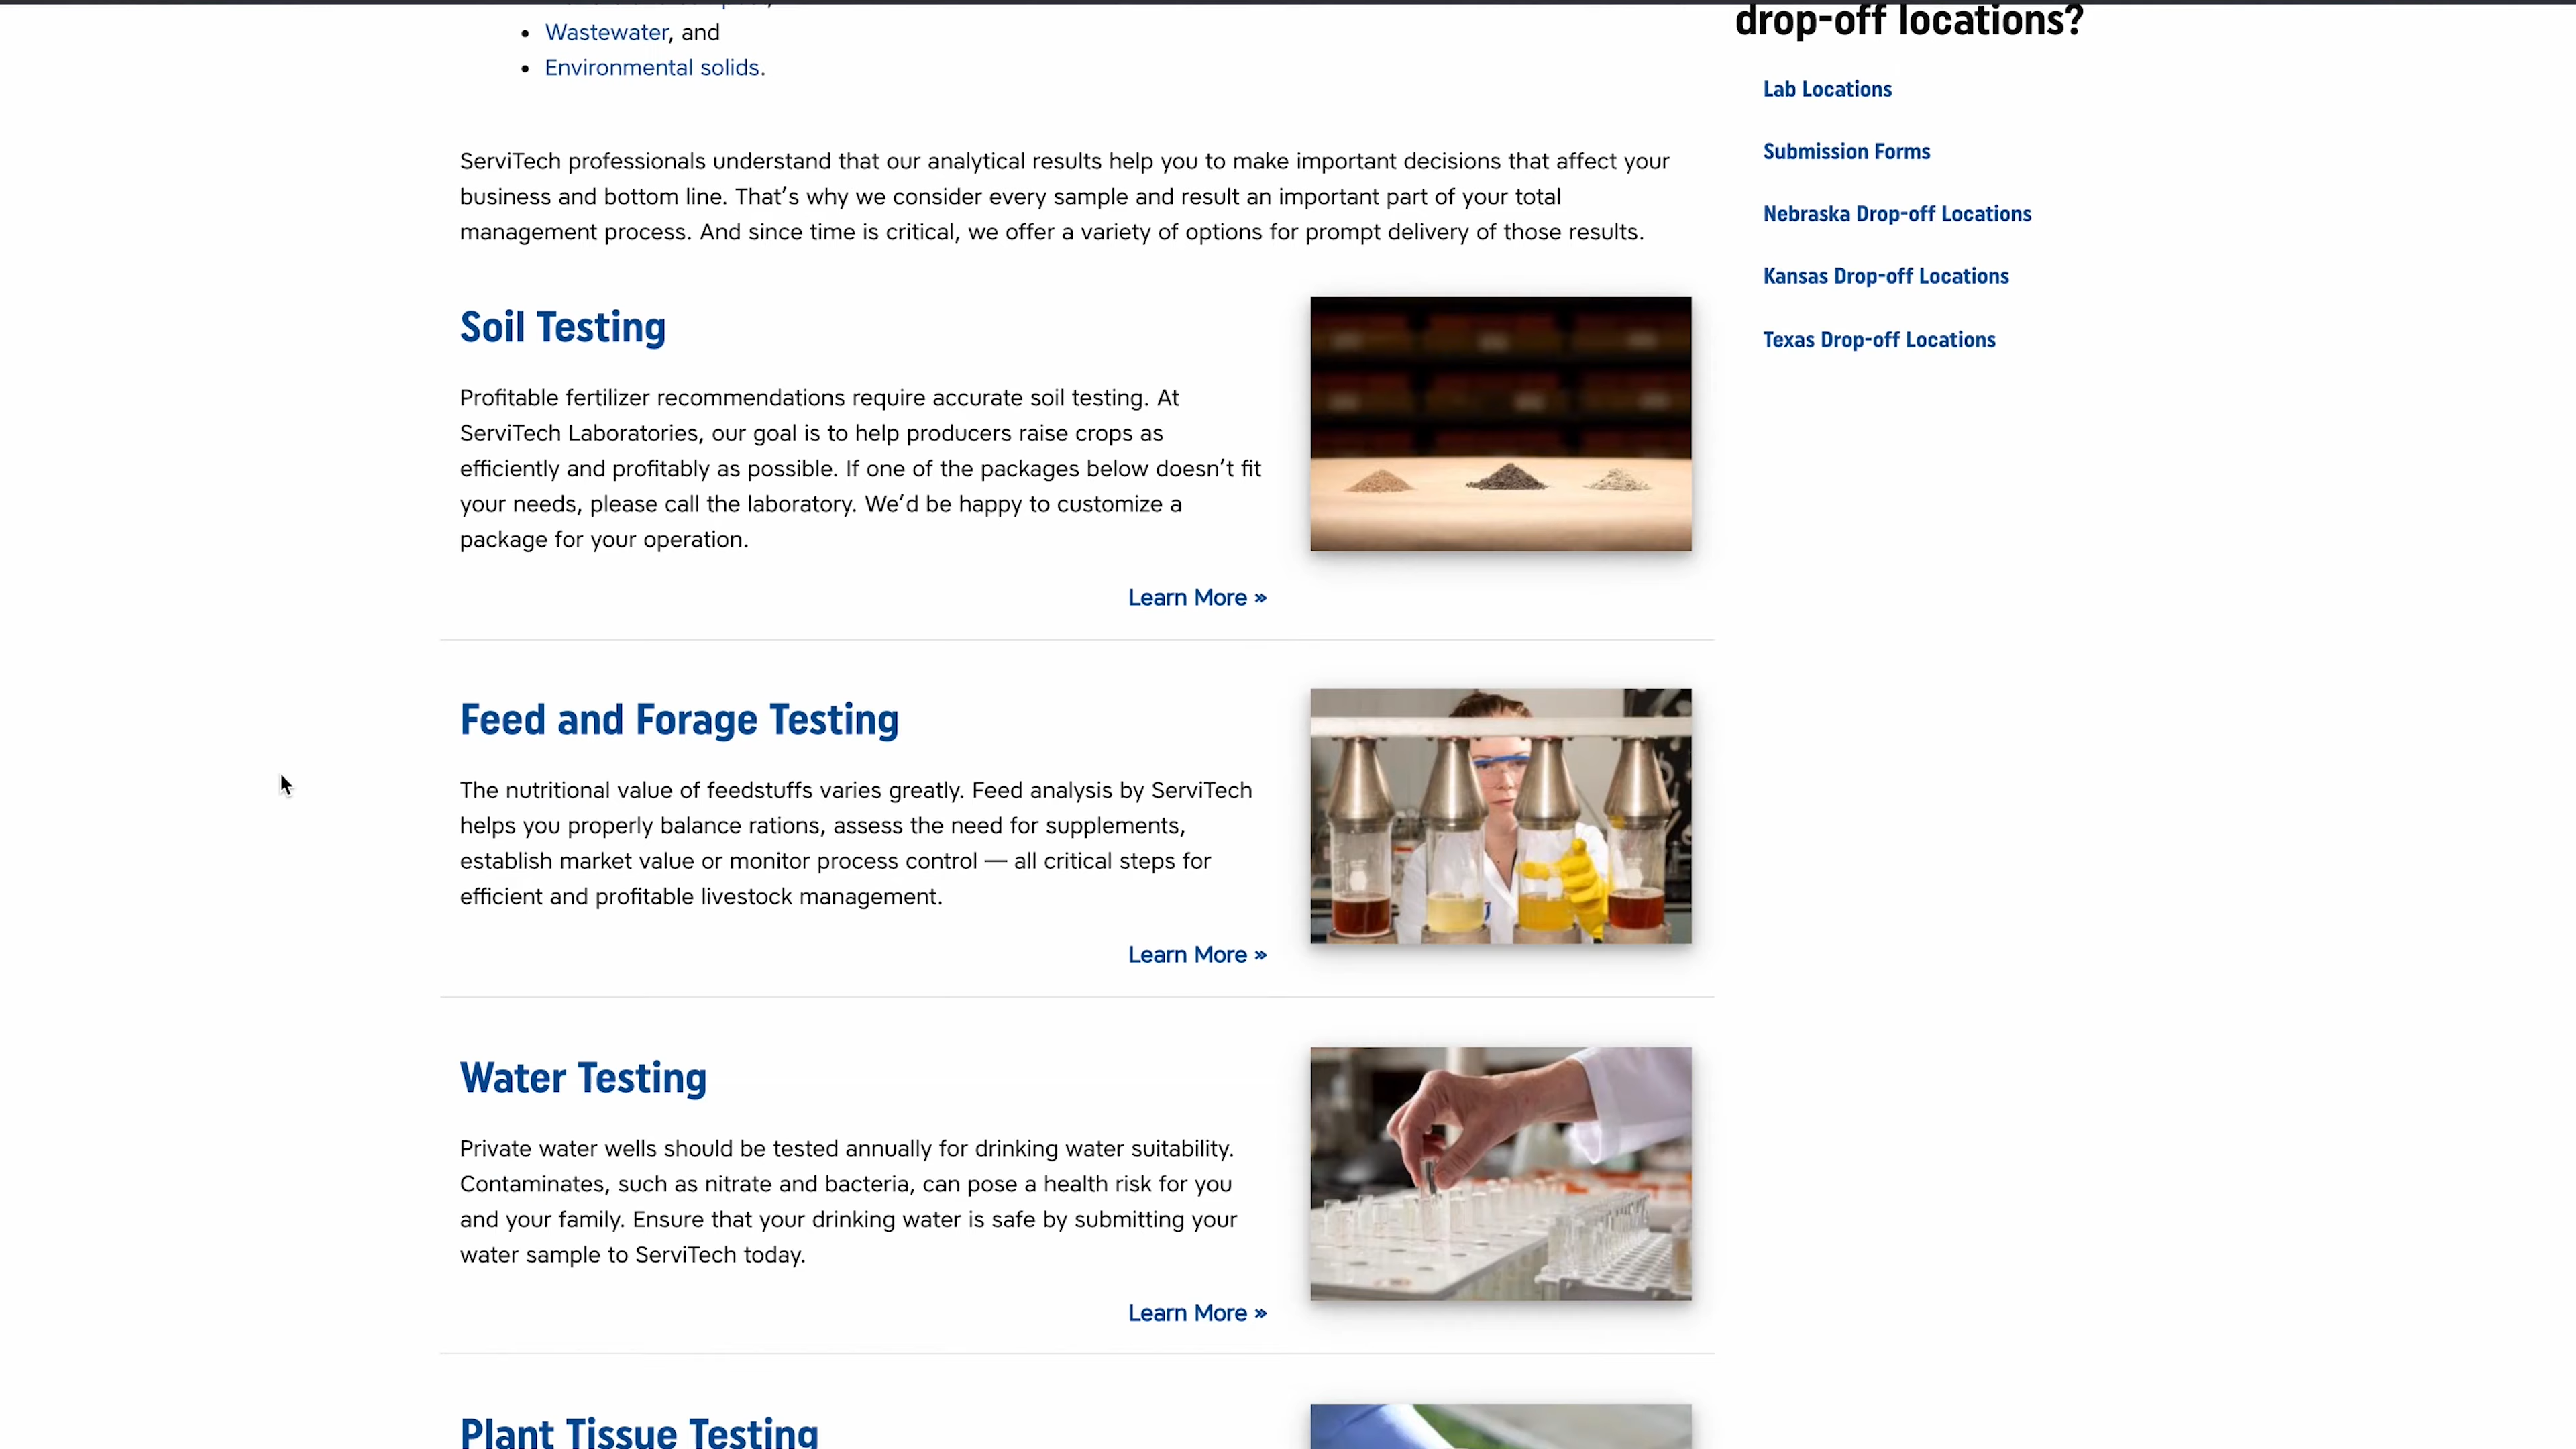 Wastewater, and
Environmental solids.
ServiTech professionals understand that our analytical results help you to make important decisions that affect your
business and bottom line. That’s why we consider every sample and result an important part of your total
management process. And since time is critical, we offer a variety of options for prompt delivery of those results.
Soil Testing
Profitable fertilizer recommendations require accurate soil testing. At
ServiTech Laboratories, our goal is to help producers raise crops as
efficiently and profitably as possible. If one of the packages below doesn’t fit
your needs, please call the laboratory. We’d be happy to customize a
package for your operation.
Learn More »
Feed and Forage Testing
The nutritional value of feedstuffs varies greatly. Feed analysis by ServiTech
helps you properly balance rations, assess the need for supplements,
establish market value or monitor process control — all critical steps for
efficient and profitable livestock management.
Learn More »
Water Testing
Private water wells should be tested annually for drinking water suitability.
Contaminates, such as nitrate and bacteria, can pose a health risk for you
and your family. Ensure that your drinking water is safe by submitting your
water sample to ServiTech today.
Learn More »
Plant Tissue Testing
drop-off locations?
Lab Locations
Submission Forms
Nebraska Drop-off Locations
Kansas Drop-off Locations
Texas Drop-off Locations